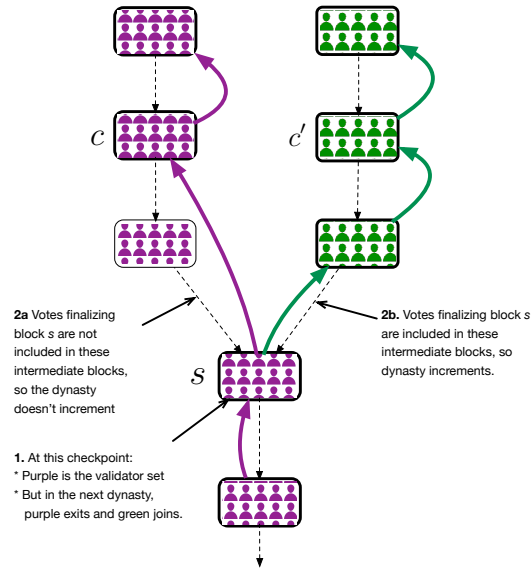 c
c′
2a Votes finalizing
block s are not
included in these
intermediate blocks,
so the dynasty
doesn't increment
2b. Votes finalizing block s
are included in these
intermediate blocks, so
dynasty increments.
s
1. At this checkpoint:
* Purple is the validator set
* But in the next dynasty,
purple exits and green joins.